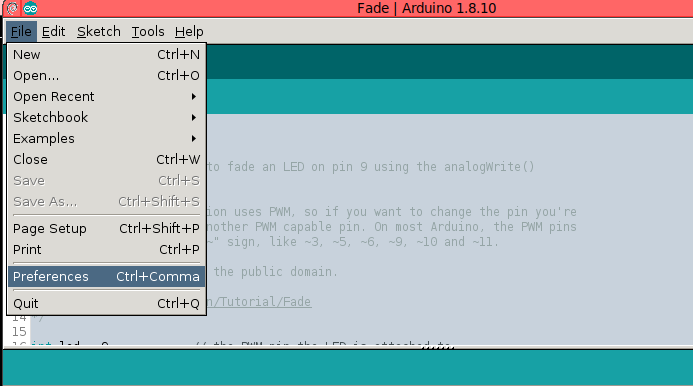 Fade | Arduino 1.8.10
File Edit Sketch Tools Help
New Ctrl+N
Open... Ctrl+O
Open Recent
Sketchbook
Examples
Close Ctrl+W
to fade an LED on pin 9 using the analogWrite()
Save Ctrl+S
Save As... Ctrl+Shift+S
ion uses PWM, so if you want to change the pin you're
Page Setup Ctrl+Shift+P
nother PWM capable pin. On most Arduino, the PWM pins
Print Ctrl+P
~" sign, like ~3, ~5, ~6, ~9, ~10 and ~11.
Preferences Ctrl+Comma
the public domain.
Quit Ctrl+Q
n/Tutorial/Fade
14 */
15
16 int led = 9; // the PWM pin the LED is attached to